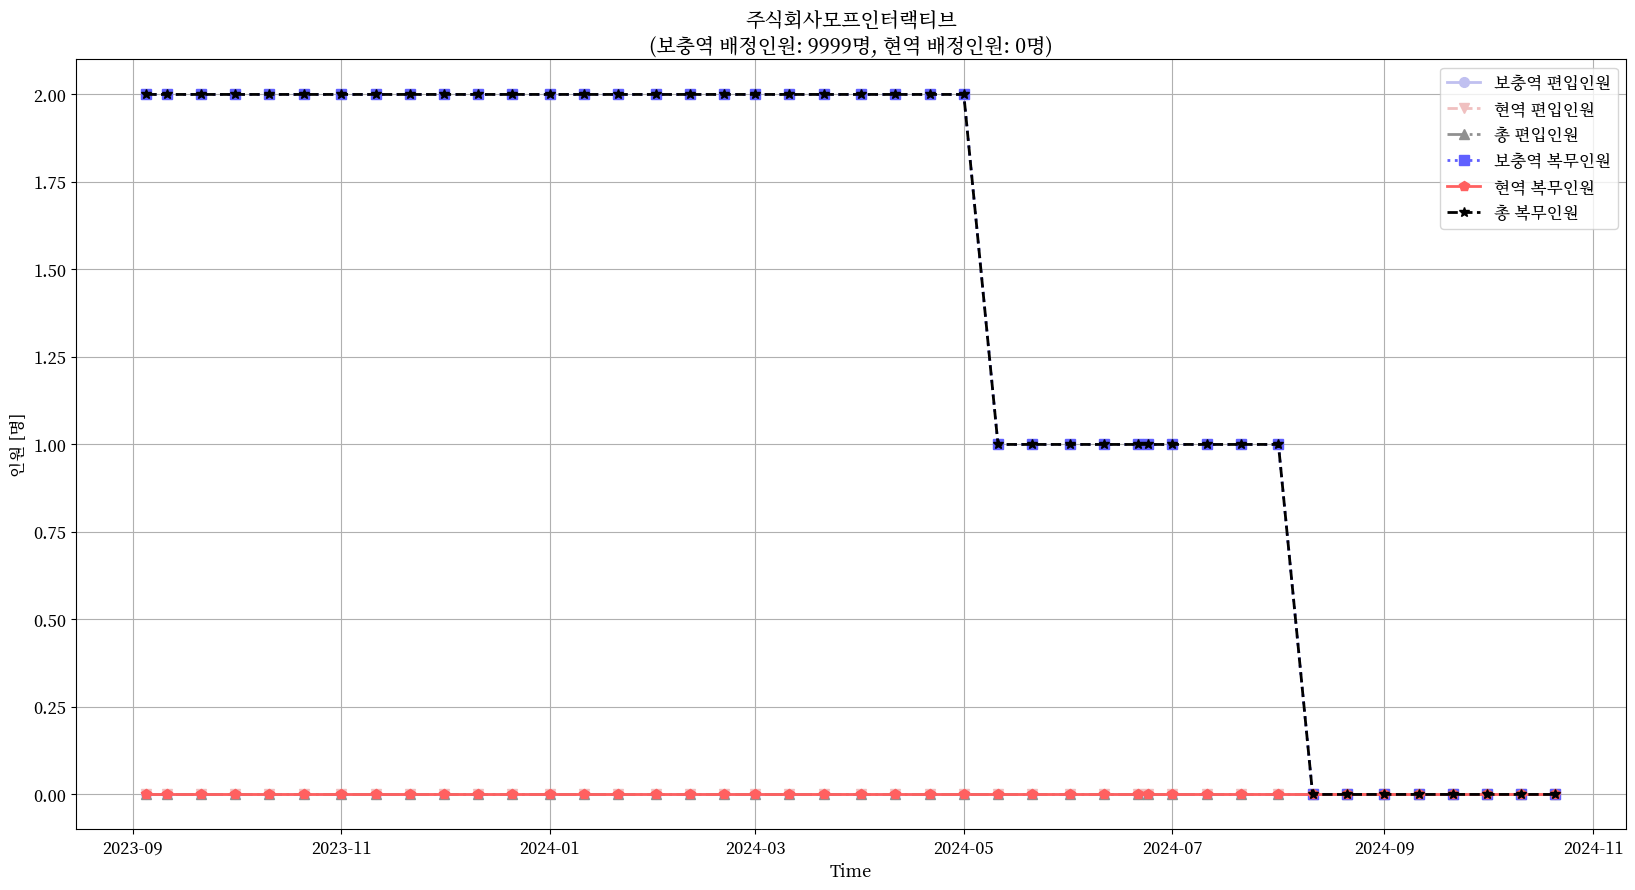 주식회사모프인터랙티브
(보충역 배정인원: 9999명, 현역 배정인원: 0명)
보충역 편입인원
현역 편입인원
총 편입인원
보충역 복무인원
현역 복무인원
총 복무인원
인원 [명]
2.00
1.75
1.50
1.25
1.00
0.75
0.50
0.25
0.00
2023-09
2023-11
2024-01
2024-03
2024-05
2024-07
2024-09
2024-11
Time